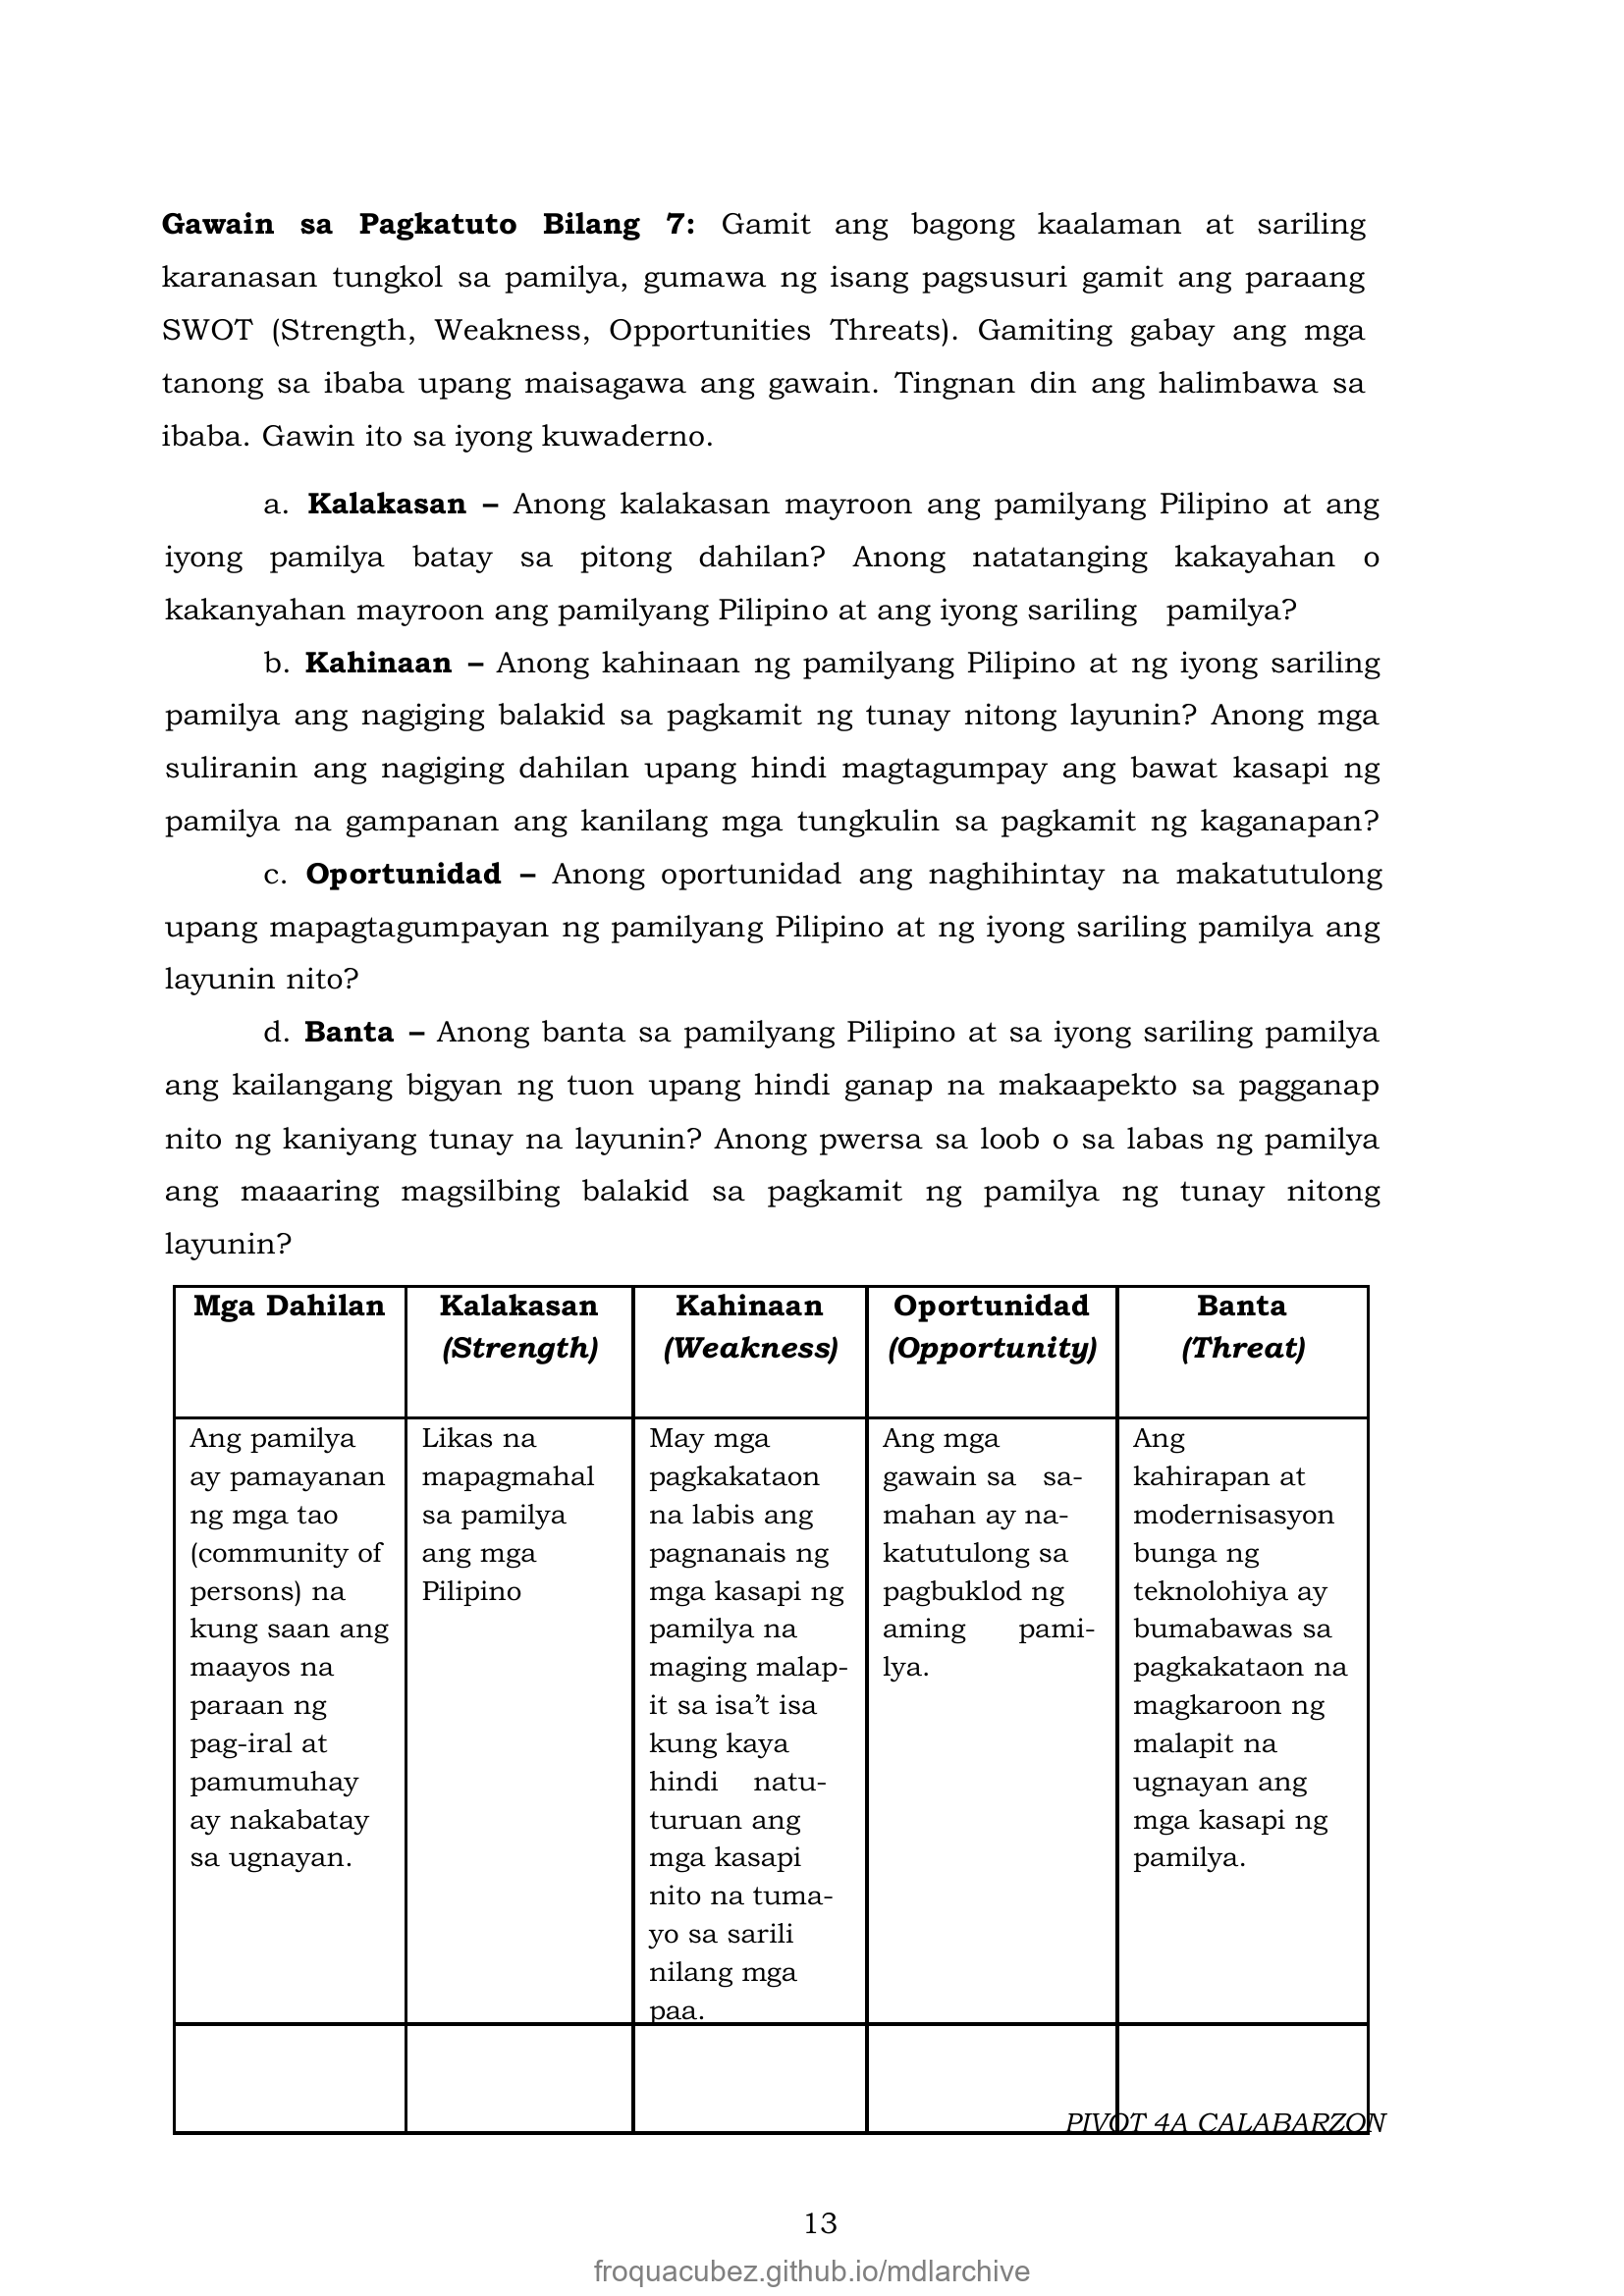 Gawain sa Pagkatuto Bilang 7: Gamit ang bagong kaalaman at sariling
karanasan tungkol sa pamilya, gumawa ng isang pagsusuri gamit ang paraang
SWOT (Strength, Weakness, Opportunities Threats). Gamiting gabay ang mga
tanong sa ibaba upang maisagawa ang gawain. Tingnan din ang halimbawa sa
ibaba. Gawin ito sa iyong kuwaderno.
a. Kalakasan – Anong kalakasan mayroon ang pamilyang Pilipino at ang
iyong pamilya batay sa pitong dahilan? Anong natatanging kakayahan o
kakanyahan mayroon ang pamilyang Pilipino at ang iyong sariling pamilya?
b. Kahinaan – Anong kahinaan ng pamilyang Pilipino at ng iyong sariling
pamilya ang nagiging balakid sa pagkamit ng tunay nitong layunin? Anong mga
suliranin ang nagiging dahilan upang hindi magtagumpay ang bawat kasapi ng
pamilya na gampanan ang kanilang mga tungkulin sa pagkamit ng kaganapan?
c. Oportunidad – Anong oportunidad ang naghihintay na makatutulong
upang mapagtagumpayan ng pamilyang Pilipino at ng iyong sariling pamilya ang
layunin nito?
d. Banta – Anong banta sa pamilyang Pilipino at sa iyong sariling pamilya
ang kailangang bigyan ng tuon upang hindi ganap na makaapekto sa pagganap
nito ng kaniyang tunay na layunin? Anong pwersa sa loob o sa labas ng pamilya
ang maaaring magsilbing balakid sa pagkamit ng pamilya ng tunay nitong
layunin?
Mga Dahilan
Kalakasan
(Strength)
Kahinaan
(Weakness)
Oportunidad
(Opportunity)
Banta
(Threat)
Ang pamilya
ay pamayanan
ng mga tao
(community of
persons) na
kung saan ang
maayos na
paraan ng
pag-iral at
pamumuhay
ay nakabatay
sa ugnayan.
Likas na
mapagmahal
sa pamilya
ang mga
Pilipino
May mga
pagkakataon
na labis ang
pagnanais ng
mga kasapi ng
pamilya na
maging malap-
it sa isa’t isa
kung kaya
hindi natu-
turuan ang
mga kasapi
nito na tuma-
yo sa sarili
nilang mga
paa.
Ang mga
gawain sa sa-
mahan ay na-
katutulong sa
pagbuklod ng
aming pami-
lya.
Ang
kahirapan at
modernisasyon
bunga ng
teknolohiya ay
bumabawas sa
pagkakataon na
magkaroon ng
malapit na
ugnayan ang
mga kasapi ng
pamilya.
PIVOT 4A CALABARZON
13
froquacubez.github.io/mdlarchive